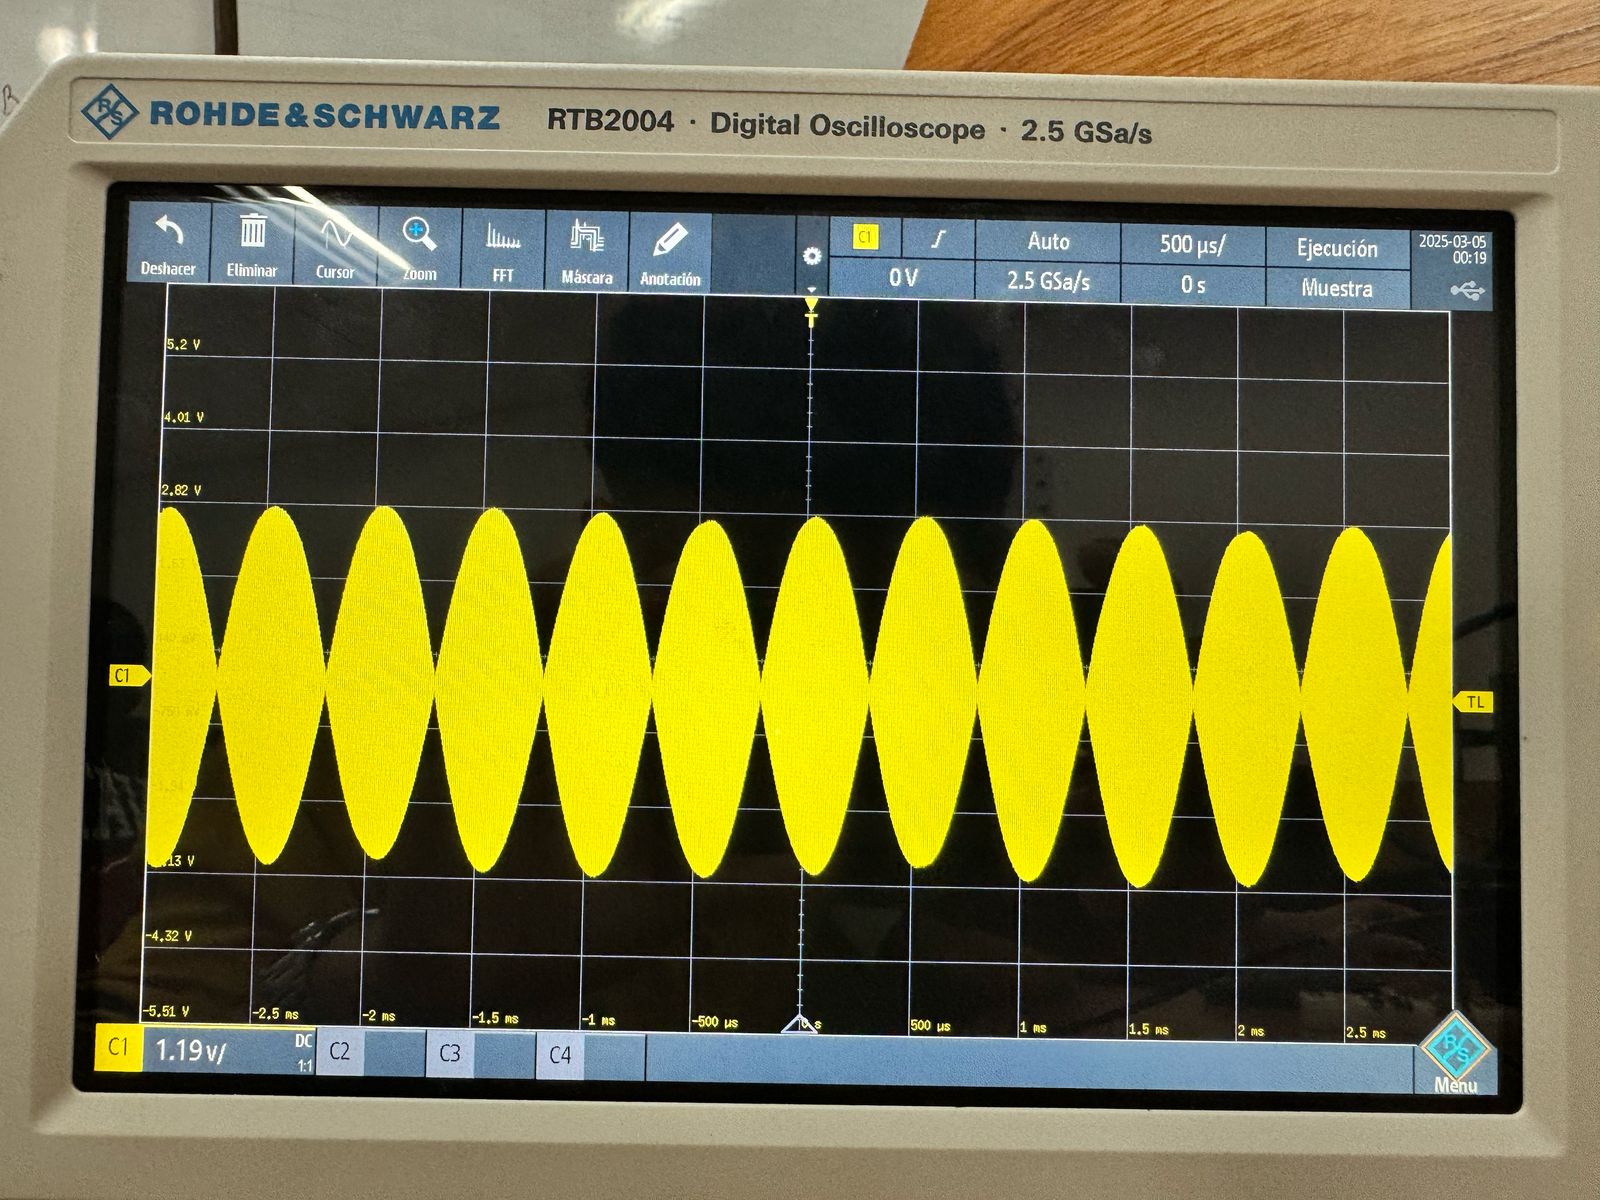 ROHDE&SCHWARZ RTB2004 · Digital Oscilloscope · 2.5 GSa/s
Deshacer Eliminar Cursor Zoom FFT Máscara Anotación
C1 Auto 500 µs/ Ejecución 2025-03-05
00:19
0 V 2.5 GSa/s 0 s Muestra
T
5.2 V
4.01 V
2.82 V
C1
TL
-4.32 V
-5.51 V -2.5 ms -2 ms -1.5 ms -1 ms -500 µs 0 s 500 µs 1 ms 1.5 ms 2 ms 2.5 ms
C1 1.19 V/ DC 1:1 C2 C3 C4
R/S
Menu